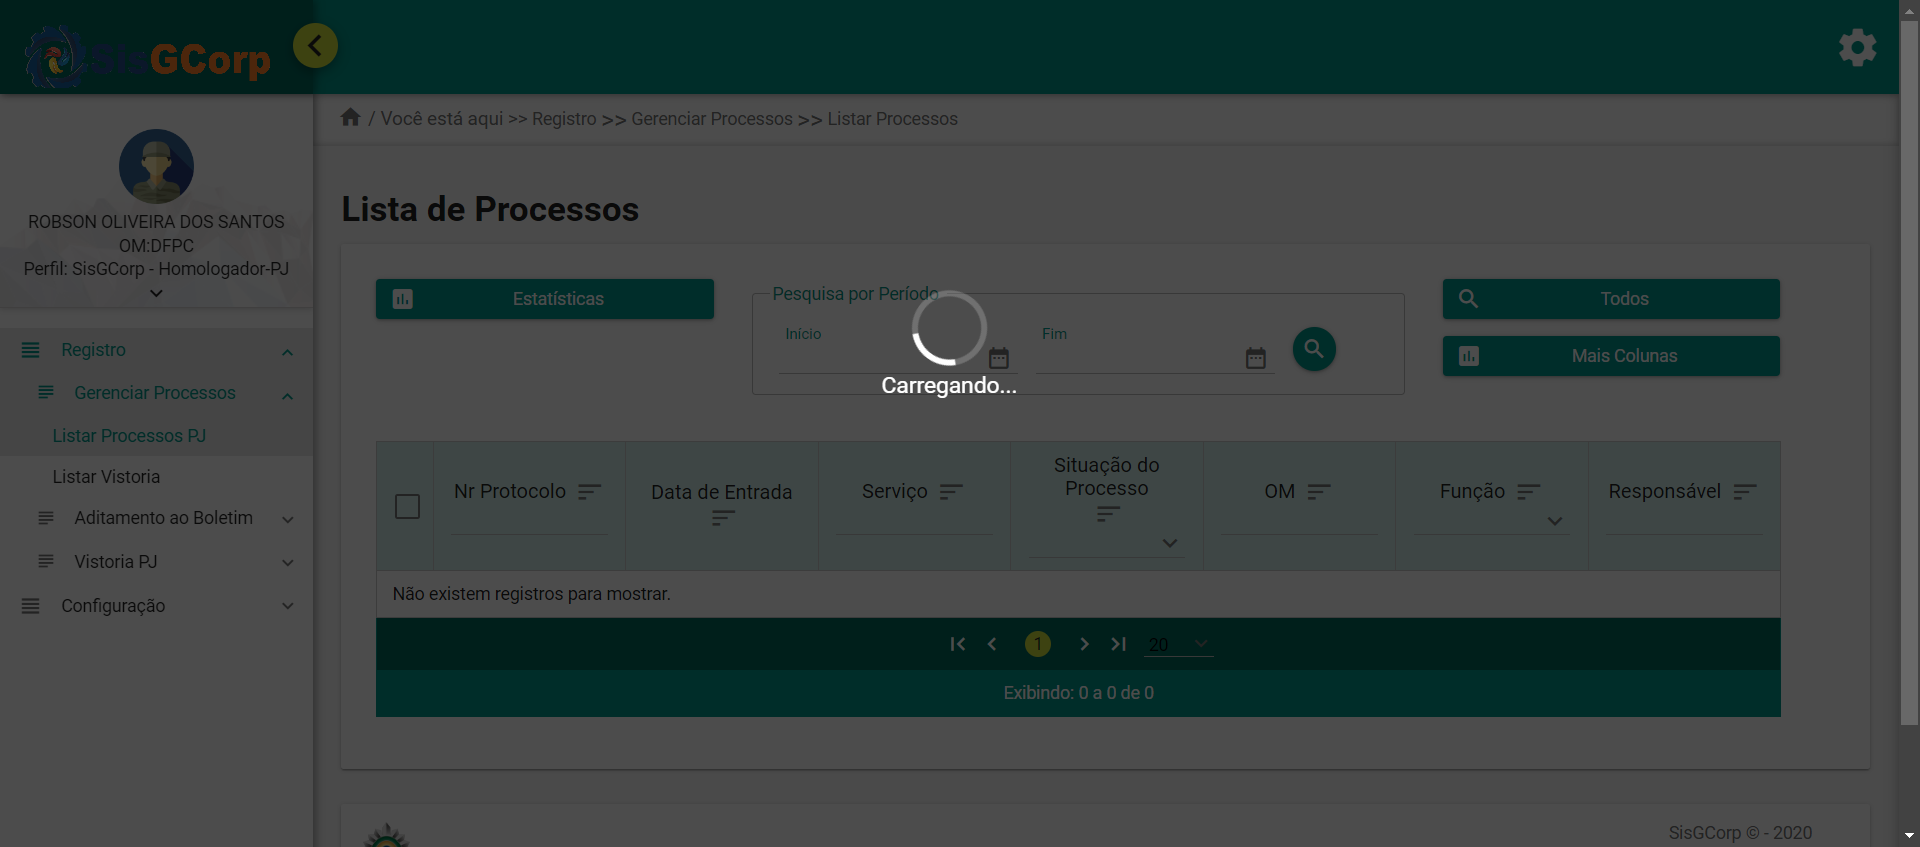 SisGCorp
/ Você está aqui >> Registro >> Gerenciar Processos >> Listar Processos
ROBSON OLIVEIRA DOS SANTOS
OM:DFPC
Perfil: SisGCorp - Homologador-PJ
Registro
Gerenciar Processos
Listar Processos PJ
Listar Vistoria
Aditamento ao Boletim
Vistoria PJ
Configuração
Lista de Processos
Estatísticas
Pesquisa por Período
Início
Fim
Todos
Mais Colunas
Carregando...
Nr Protocolo
Data de Entrada
Serviço
Situação do
Processo
OM
Função
Responsável
Não existem registros para mostrar.
1
20
Exibindo: 0 a 0 de 0
SisGCorp © - 2020